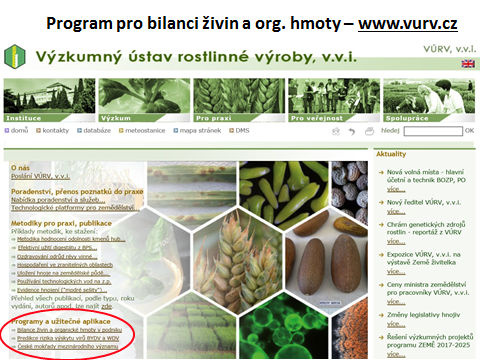 Program pro bilanci živin a org. hmoty – www.vurv.cz
Výzkumný ústav rostlinné výroby, v.v.i.
VÚRV, v.v.i.
Instituce
Výzkum
Pro praxi
Pro veřejnost
Spolupráce
domů
kontakty
databáze
meteostanice
mapa stránek
DMS
hledej
OK
O nás
Poslání VÚRV, v.v.i.
Poradenství, přenos poznatků do praxe
Nabídka poradenství a služeb...
Technologické platformy pro zemědělství...
Metodiky pro praxi, publikace
Příklady metodik, ke stažení:
Metodika hodnocení odolnosti kmenů hub...
Efektivní užití digestátu z BPS...
Ozdravování odrůd révy vinné...
Hospodaření ve zranitelných oblastech
Uložení hnoje na zemědělské půdě...
Používání technologických vod na z.p.
Evidence hnojení ("modré sešity")...
Přehled všech publikací, podle typu, roku
vydání, autorů apod. lze najít zde
Programy a užitečné aplikace
Bilance živin a organické hmoty v podniku
Predikce rizika výskytu virů BYDV a WDV
České mokřady mezinárodního významu
Aktuality
Nová volná místa - hlavní
účetní a technik BOZP, PO
více...
Nový ředitel VÚRV, v.v.i.
více...
Chrám genetických zdrojů
rostlin - reportáž z VÚRV
Expozice VÚRV, v.v.i. na
výstavě Země živitelka
více...
Ceny ministra zemědělství
pro pracovníky VÚRV, v.v.i.
více...
Změny legislativy hnojiv
více...
Řešení výzkumných projektů
programu ZEMĚ 2017-2025
více...